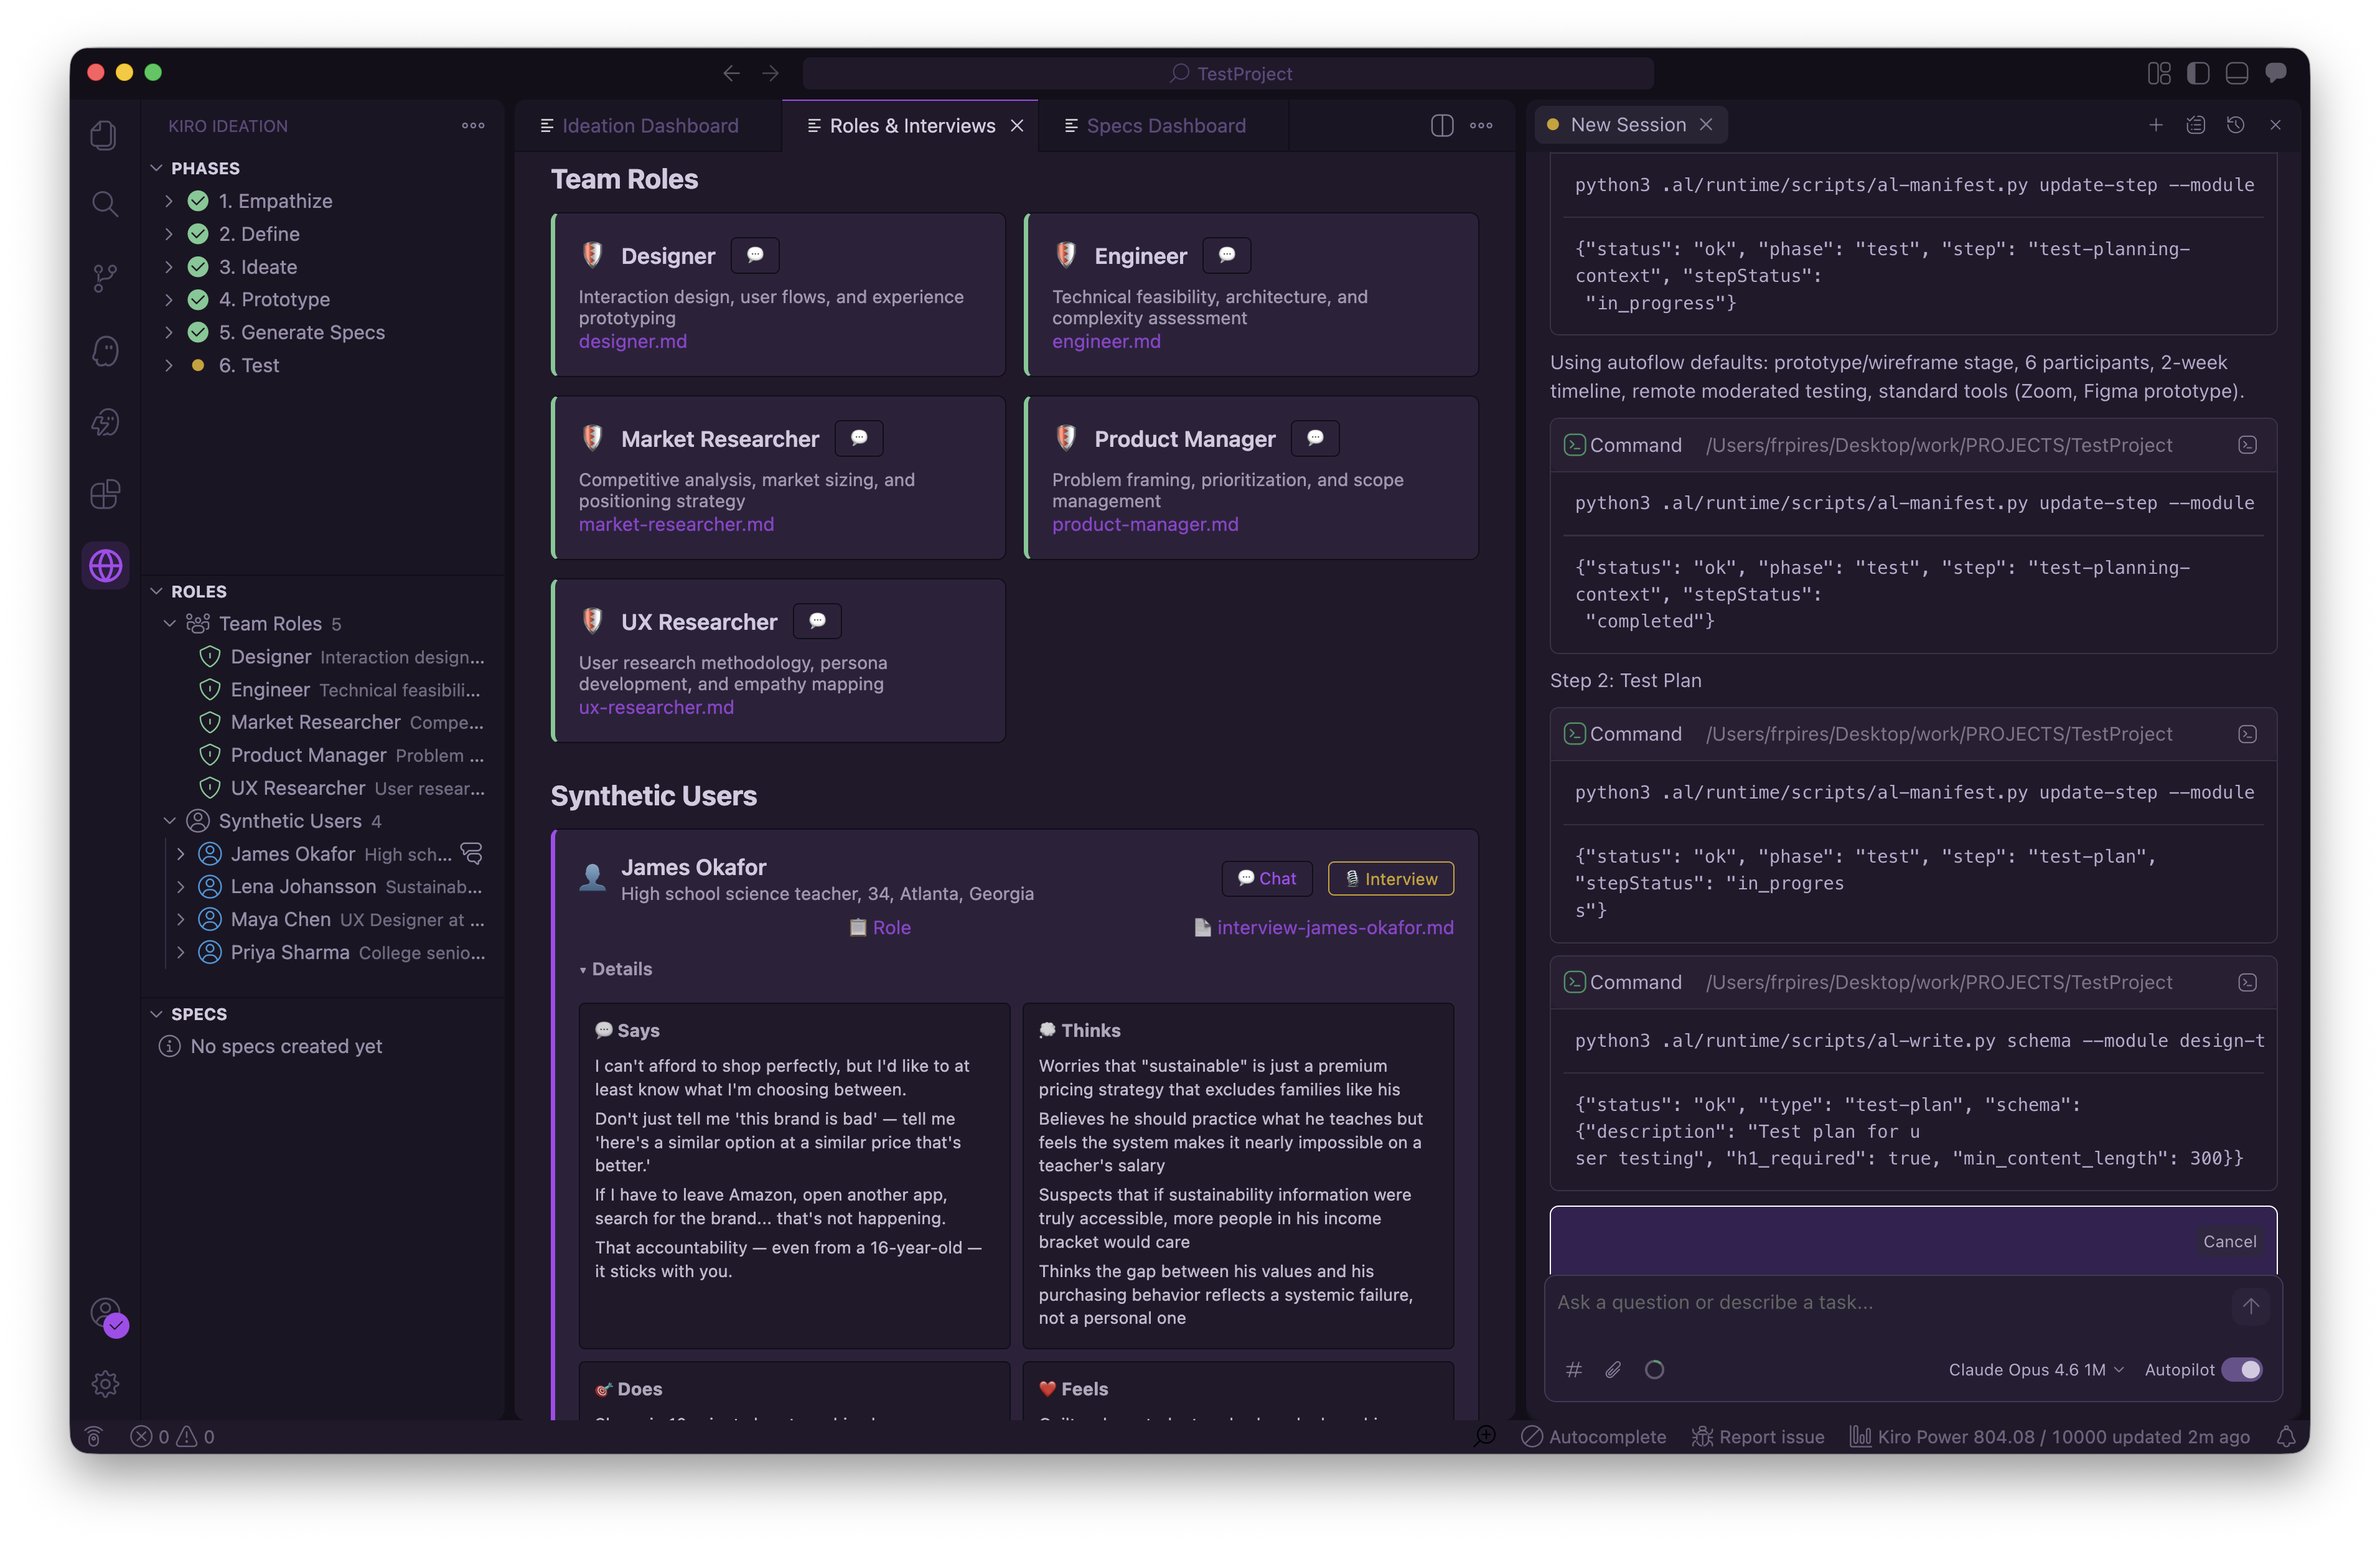 TestProject
KIRO IDEATION
PHASES
1. Empathize
2. Define
3. Ideate
4. Prototype
5. Generate Specs
6. Test
ROLES
Team Roles 5
Designer Interaction design...
Engineer Technical feasibili...
Market Researcher Compe...
Product Manager Problem ...
UX Researcher User resear...
Synthetic Users 4
James Okafor High sch...
Lena Johansson Sustainab...
Maya Chen UX Designer at ...
Priya Sharma College senio...
SPECS
No specs created yet
Ideation Dashboard
Roles & Interviews
Specs Dashboard
Team Roles
Designer
Interaction design, user flows, and experience
prototyping
designer.md
Engineer
Technical feasibility, architecture, and
complexity assessment
engineer.md
Market Researcher
Competitive analysis, market sizing, and
positioning strategy
market-researcher.md
Product Manager
Problem framing, prioritization, and scope
management
product-manager.md
UX Researcher
User research methodology, persona
development, and empathy mapping
ux-researcher.md
Synthetic Users
James Okafor
High school science teacher, 34, Atlanta, Georgia
Chat
Interview
Role
interview-james-okafor.md
Details
Says
I can't afford to shop perfectly, but I'd like to at
least know what I'm choosing between.
Don't just tell me 'this brand is bad' — tell me
'here's a similar option at a similar price that's
better.'
If I have to leave Amazon, open another app,
search for the brand... that's not happening.
That accountability — even from a 16-year-old —
it sticks with you.
Thinks
Worries that "sustainable" is just a premium
pricing strategy that excludes families like his
Believes he should practice what he teaches but
feels the system makes it nearly impossible on a
teacher's salary
Suspects that if sustainability information were
truly accessible, more people in his income
bracket would care
Thinks the gap between his values and his
purchasing behavior reflects a systemic failure,
not a personal one
Does
Feels
New Session
python3 .al/runtime/scripts/al-manifest.py update-step --module
{"status": "ok", "phase": "test", "step": "test-planning-
context", "stepStatus":
"in_progress"}
Using autoflow defaults: prototype/wireframe stage, 6 participants, 2-week
timeline, remote moderated testing, standard tools (Zoom, Figma prototype).
Command /Users/frpires/Desktop/work/PROJECTS/TestProject
python3 .al/runtime/scripts/al-manifest.py update-step --module
{"status": "ok", "phase": "test", "step": "test-planning-
context", "stepStatus":
"completed"}
Step 2: Test Plan
Command /Users/frpires/Desktop/work/PROJECTS/TestProject
python3 .al/runtime/scripts/al-manifest.py update-step --module
{"status": "ok", "phase": "test", "step": "test-plan",
"stepStatus": "in_progres
s"}
Command /Users/frpires/Desktop/work/PROJECTS/TestProject
python3 .al/runtime/scripts/al-write.py schema --module design-t
{"status": "ok", "type": "test-plan", "schema":
{"description": "Test plan for u
ser testing", "h1_required": true, "min_content_length": 300}}
Cancel
Ask a question or describe a task...
Claude Opus 4.6 1M
Autopilot
0 0
Autocomplete
Report issue
Kiro Power 804.08 / 10000 updated 2m ago